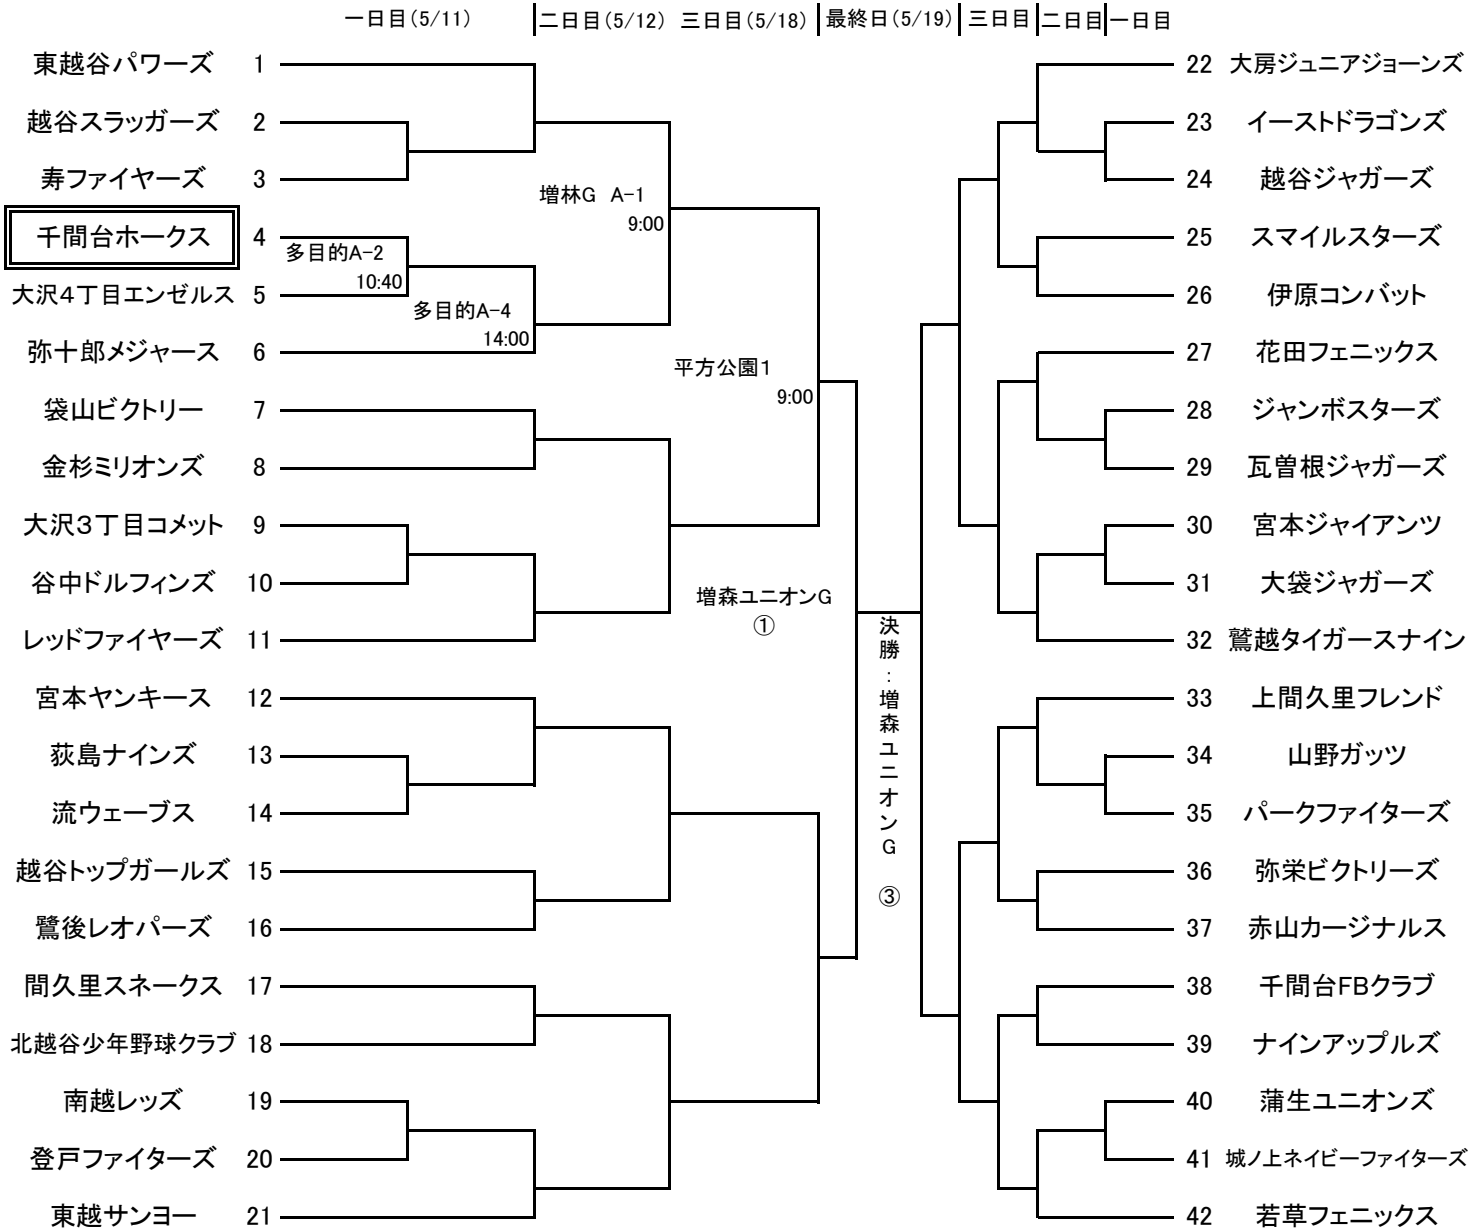 一日目(5/11) 二日目(5/12) 三日目(5/18) 最終日(5/19) 三日目 二日目 一日目
東越谷パワーズ 1
越谷スラッガーズ 2
寿ファイヤーズ 3
千間台ホークス 4
大沢4丁目エンゼルス 5
弥十郎メジャース 6
袋山ビクトリー 7
金杉ミリオンズ 8
大沢3丁目コメット 9
谷中ドルフィンズ 10
レッドファイヤーズ 11
宮本ヤンキース 12
荻島ナインズ 13
流ウェーブス 14
越谷トップガールズ 15
鷺後レオパーズ 16
間久里スネークス 17
北越谷少年野球クラブ 18
南越レッズ 19
登戸ファイターズ 20
東越サンヨー 21
多目的A-2
10:40
多目的A-4
14:00
増林G A-1
9:00
平方公園1
9:00
増森ユニオンG
①
決勝:増森ユニオンG ③
22 大房ジュニアジョーンズ
23 イーストドラゴンズ
24 越谷ジャガーズ
25 スマイルスターズ
26 伊原コンバット
27 花田フェニックス
28 ジャンボスターズ
29 瓦曽根ジャガーズ
30 宮本ジャイアンツ
31 大袋ジャガーズ
32 鷲越タイガースナイン
33 上間久里フレンド
34 山野ガッツ
35 パークファイターズ
36 弥栄ビクトリーズ
37 赤山カージナルス
38 千間台FBクラブ
39 ナインアップルズ
40 蒲生ユニオンズ
41 城ノ上ネイビーファイターズ
42 若草フェニックス